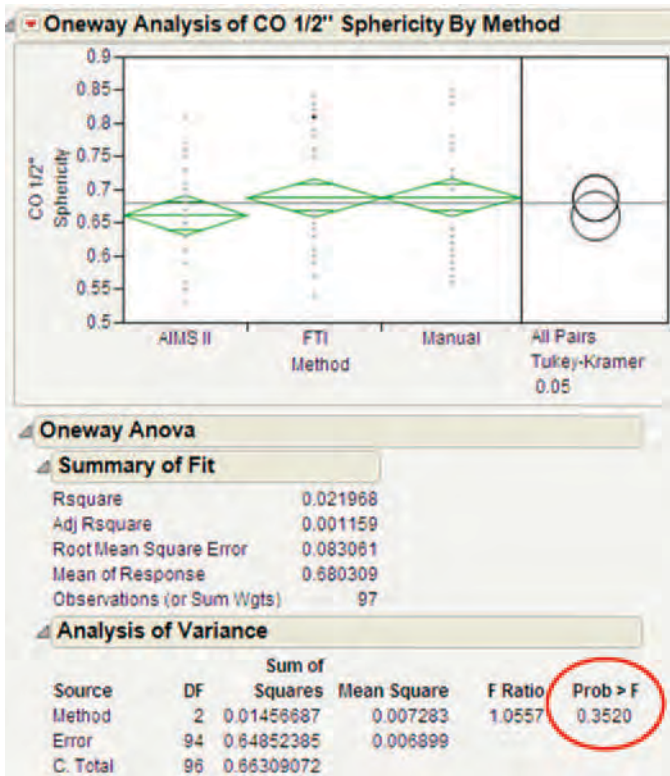 Oneway Analysis of CO 1/2" Sphericity By Method
0.9
0.85
0.8
0.75
0.7
0.65
0.6
0.55
0.5
CO 1/2"
Sphericity
AIMS II FTI Manual All Pairs
Method Tukey-Kramer
0.05
Oneway Anova
Summary of Fit
Rsquare 0.021968
Adj Rsquare 0.001159
Root Mean Square Error 0.083061
Mean of Response 0.680309
Observations (or Sum Wgts) 97
Analysis of Variance
Sum of
Source DF Squares Mean Square F Ratio Prob > F
Method 2 0.01456687 0.007283 1.0557 0.3520
Error 94 0.64852385 0.006899
C. Total 96 0.66309072